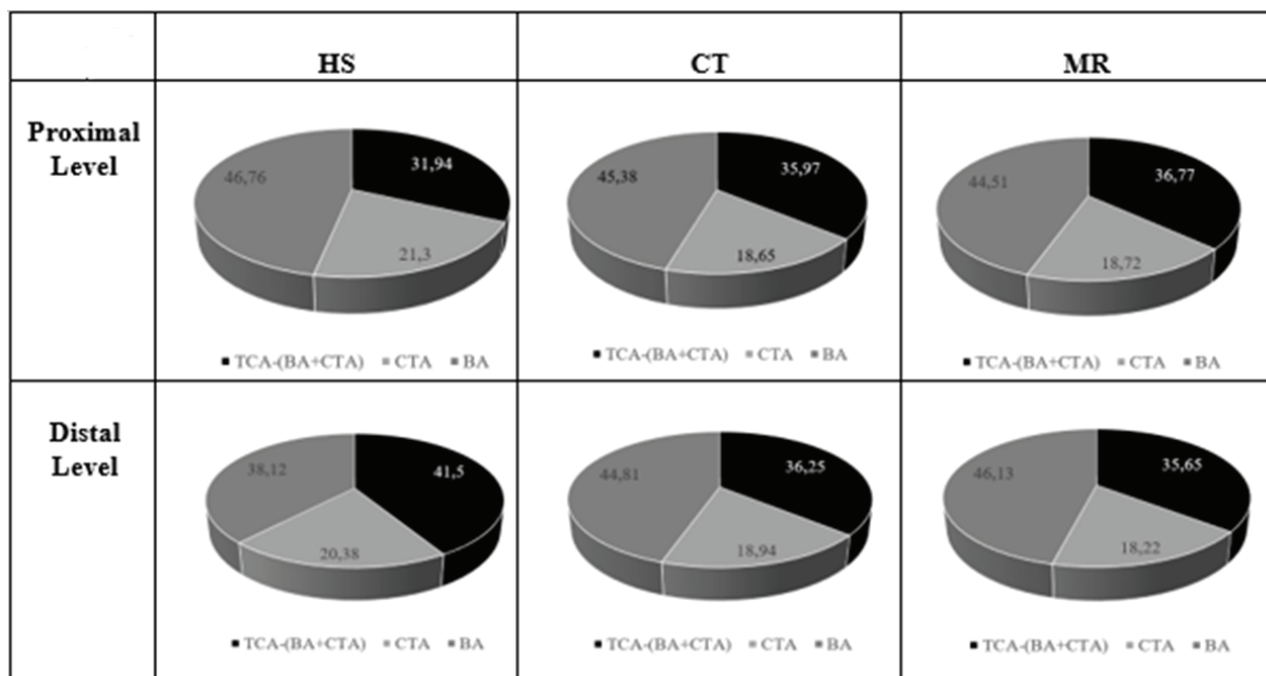 HS CT MR
Proximal
Level
31,94
46,76
21,3
35,97
45,38
18,65
36,77
44,51
18,72
TCA-(BA+CTA) CTA BA
TCA-(BA+CTA) CTA BA
TCA-(BA+CTA) CTA BA
Distal
Level
41,5
38,12
20,38
36,25
44,81
18,94
35,65
46,13
18,22
TCA-(BA+CTA) CTA BA
TCA-(BA+CTA) CTA BA
TCA-(BA+CTA) CTA BA